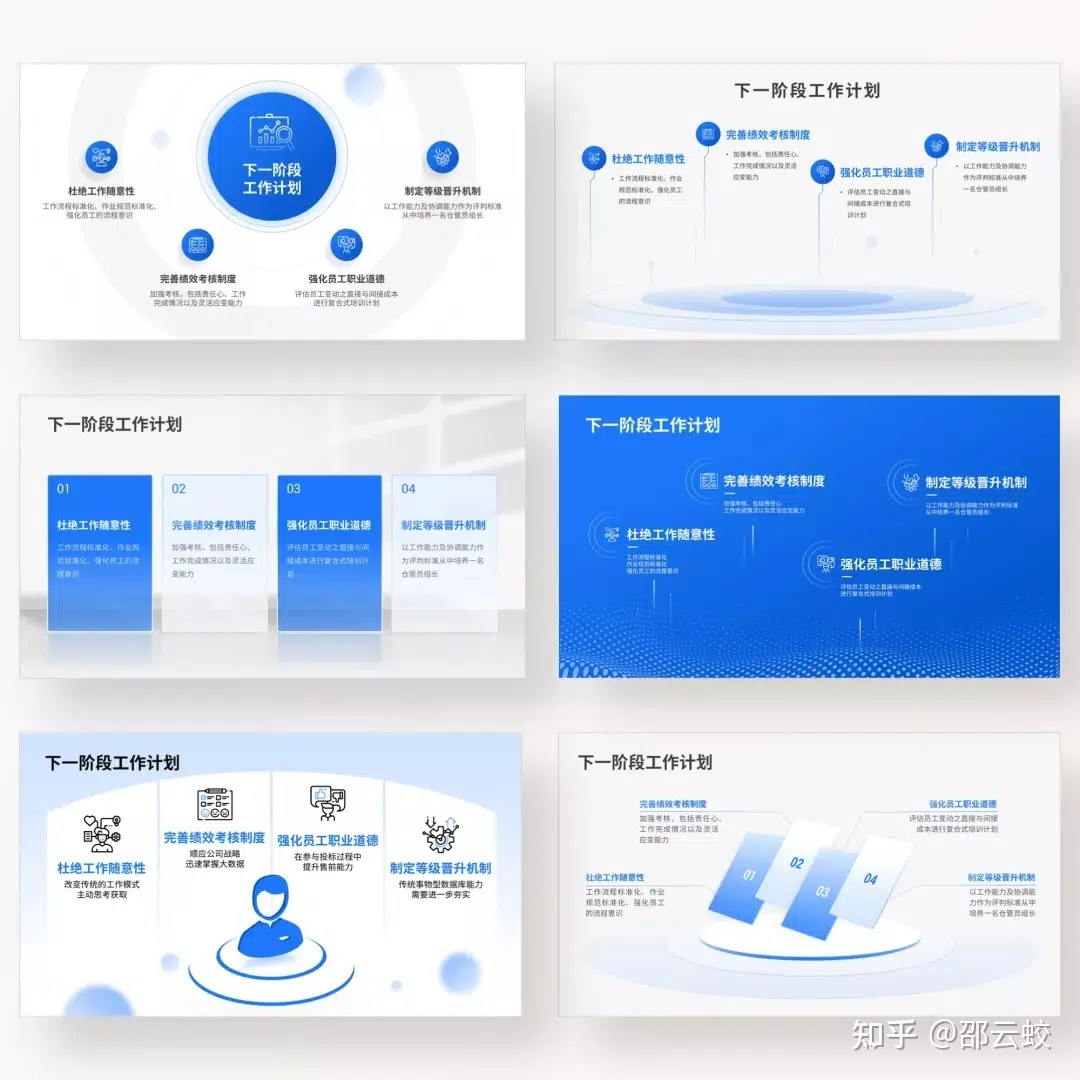 下一阶段
工作计划
杜绝工作随意性
工作流程标准化、作业规范标准化、
强化员工的流程意识
制定等级晋升机制
以工作能力及协调能力作为评判标准
从中培养一名仓管员组长
完善绩效考核制度
加强考核，包括责任心、工作
完成情况以及灵活应变能力
强化员工职业道德
评估员工变动之直接与间接成本
进行复合式培训计划
下一阶段工作计划
杜绝工作随意性
• 工作流程标准化、作业
规范标准化、强化员工
的流程意识
完善绩效考核制度
• 加强考核，包括责任心、
工作完成情况以及灵活
应变能力
强化员工职业道德
• 评估员工变动之直接与
间接成本进行复合式培
训计划
制定等级晋升机制
• 以工作能力及协调能力
作为评判标准从中培养
一名仓管员组长
下一阶段工作计划
01
杜绝工作随意性
工作流程标准化、作业规
范标准化、强化员工的流
程意识
02
完善绩效考核制度
加强考核，包括责任心、
工作完成情况以及灵活应
变能力
03
强化员工职业道德
评估员工变动之直接与间
接成本进行复合式培训计
划
04
制定等级晋升机制
以工作能力及协调能力作
为评判标准从中培养一名
仓管员组长
下一阶段工作计划
完善绩效考核制度
加强考核，包括责任心
工作完成情况以及灵活应变能力
制定等级晋升机制
以工作能力及协调能力作为评判标准
从中培养一名仓管员组长
杜绝工作随意性
工作流程标准化
作业规范标准化
强化员工的流程意识
强化员工职业道德
评估员工变动之直接与间接成本
进行复合式培训计划
下一阶段工作计划
杜绝工作随意性
改变传统的工作模式
主动思考获取
完善绩效考核制度
顺应公司战略
迅速掌握大数据
强化员工职业道德
在参与投标过程中
提升售前能力
制定等级晋升机制
传统事物型数据库能力
需要进一步夯实
下一阶段工作计划
完善绩效考核制度
加强考核，包括责任心、
工作完成情况以及灵活
应变能力
强化员工职业道德
评估员工变动之直接与间接
成本进行复合式培训计划
杜绝工作随意性
工作流程标准化、作业
规范标准化、强化员工
的流程意识
制定等级晋升机制
以工作能力及协调能
力作为评判标准从中
培养一名仓管员组长
01
02
03
04
知乎 @邵云蛟